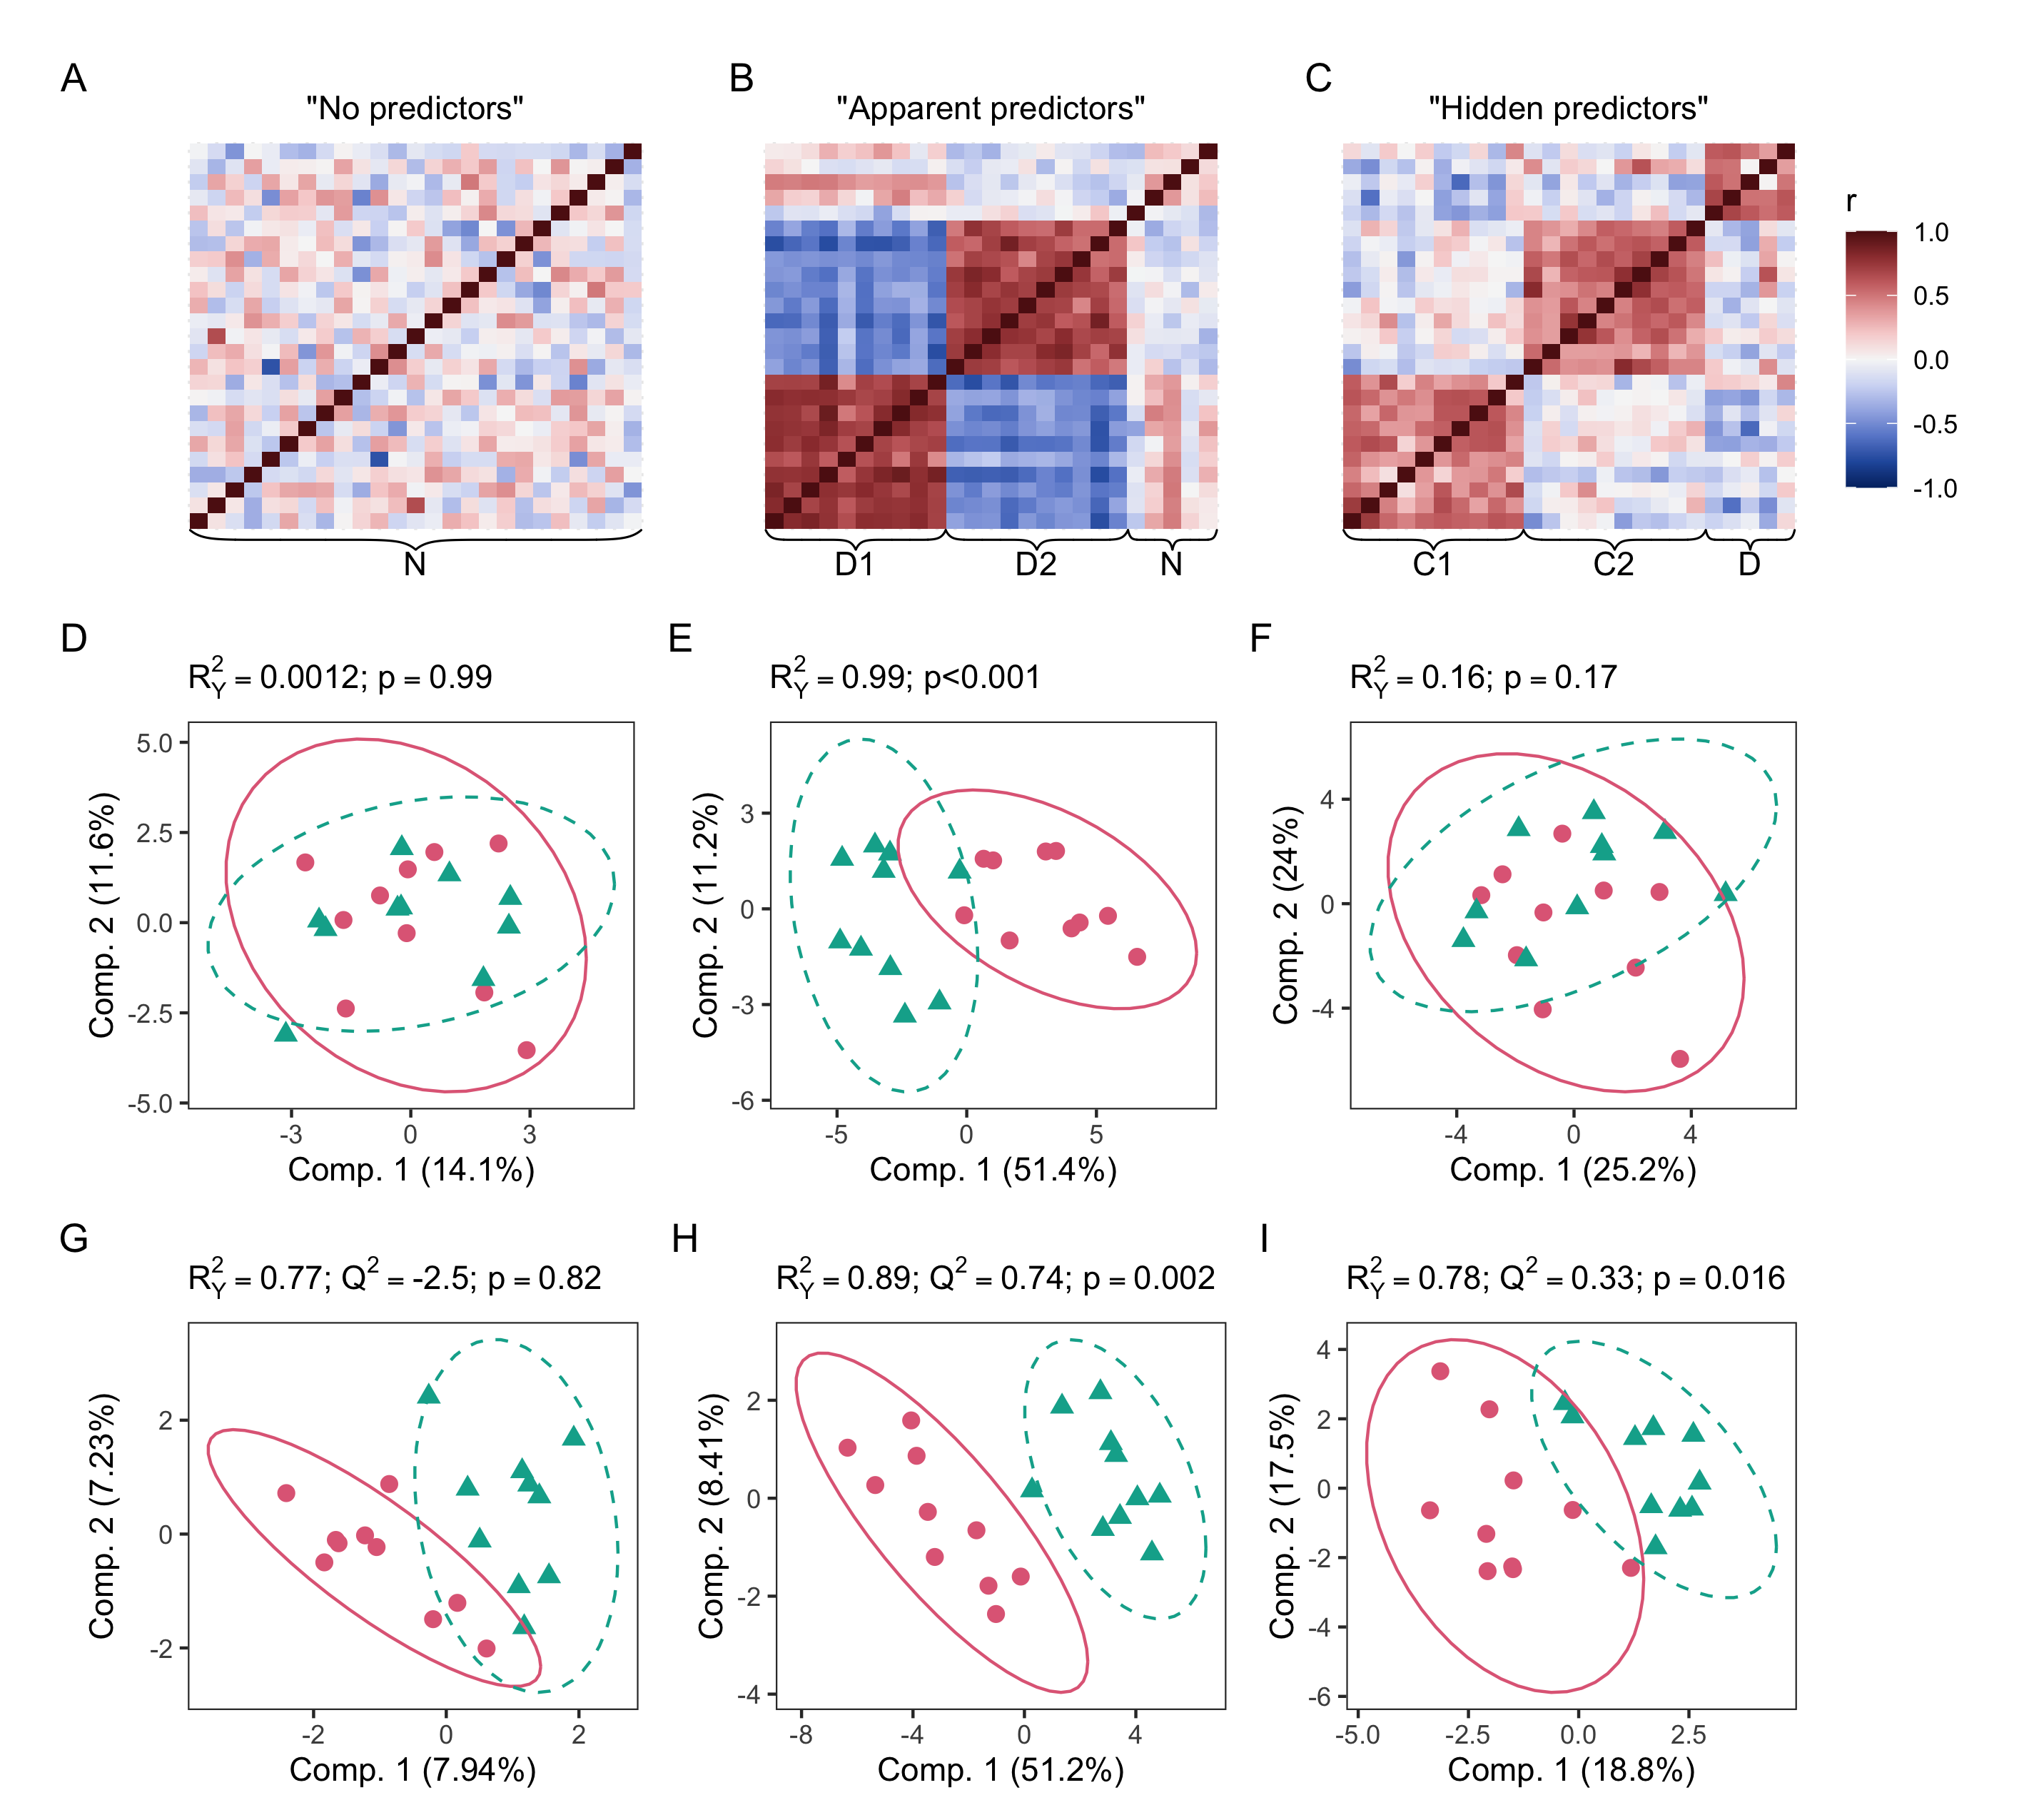 A
B
C
"No predictors"
"Apparent predictors"
"Hidden predictors"
r
1.0
0.5
0.0
-0.5
-1.0
N
D1
D2
N
C1
C2
D
D
E
F
R²Y = 0.0012; p = 0.99
R²Y = 0.99; p<0.001
R²Y = 0.16; p = 0.17
Comp. 2 (11.6%)
5.0
2.5
0.0
-2.5
-5.0
-3
0
3
Comp. 1 (14.1%)
Comp. 2 (11.2%)
3
0
-3
-6
-5
0
5
Comp. 1 (51.4%)
Comp. 2 (24%)
4
0
-4
-4
0
4
Comp. 1 (25.2%)
G
H
I
R²Y = 0.77; Q² = -2.5; p = 0.82
R²Y = 0.89; Q² = 0.74; p = 0.002
R²Y = 0.78; Q² = 0.33; p = 0.016
Comp. 2 (7.23%)
2
0
-2
-2
0
2
Comp. 1 (7.94%)
Comp. 2 (8.41%)
2
0
-2
-4
-8
-4
0
4
Comp. 1 (51.2%)
Comp. 2 (17.5%)
4
2
0
-2
-4
-6
-5.0
-2.5
0.0
2.5
Comp. 1 (18.8%)